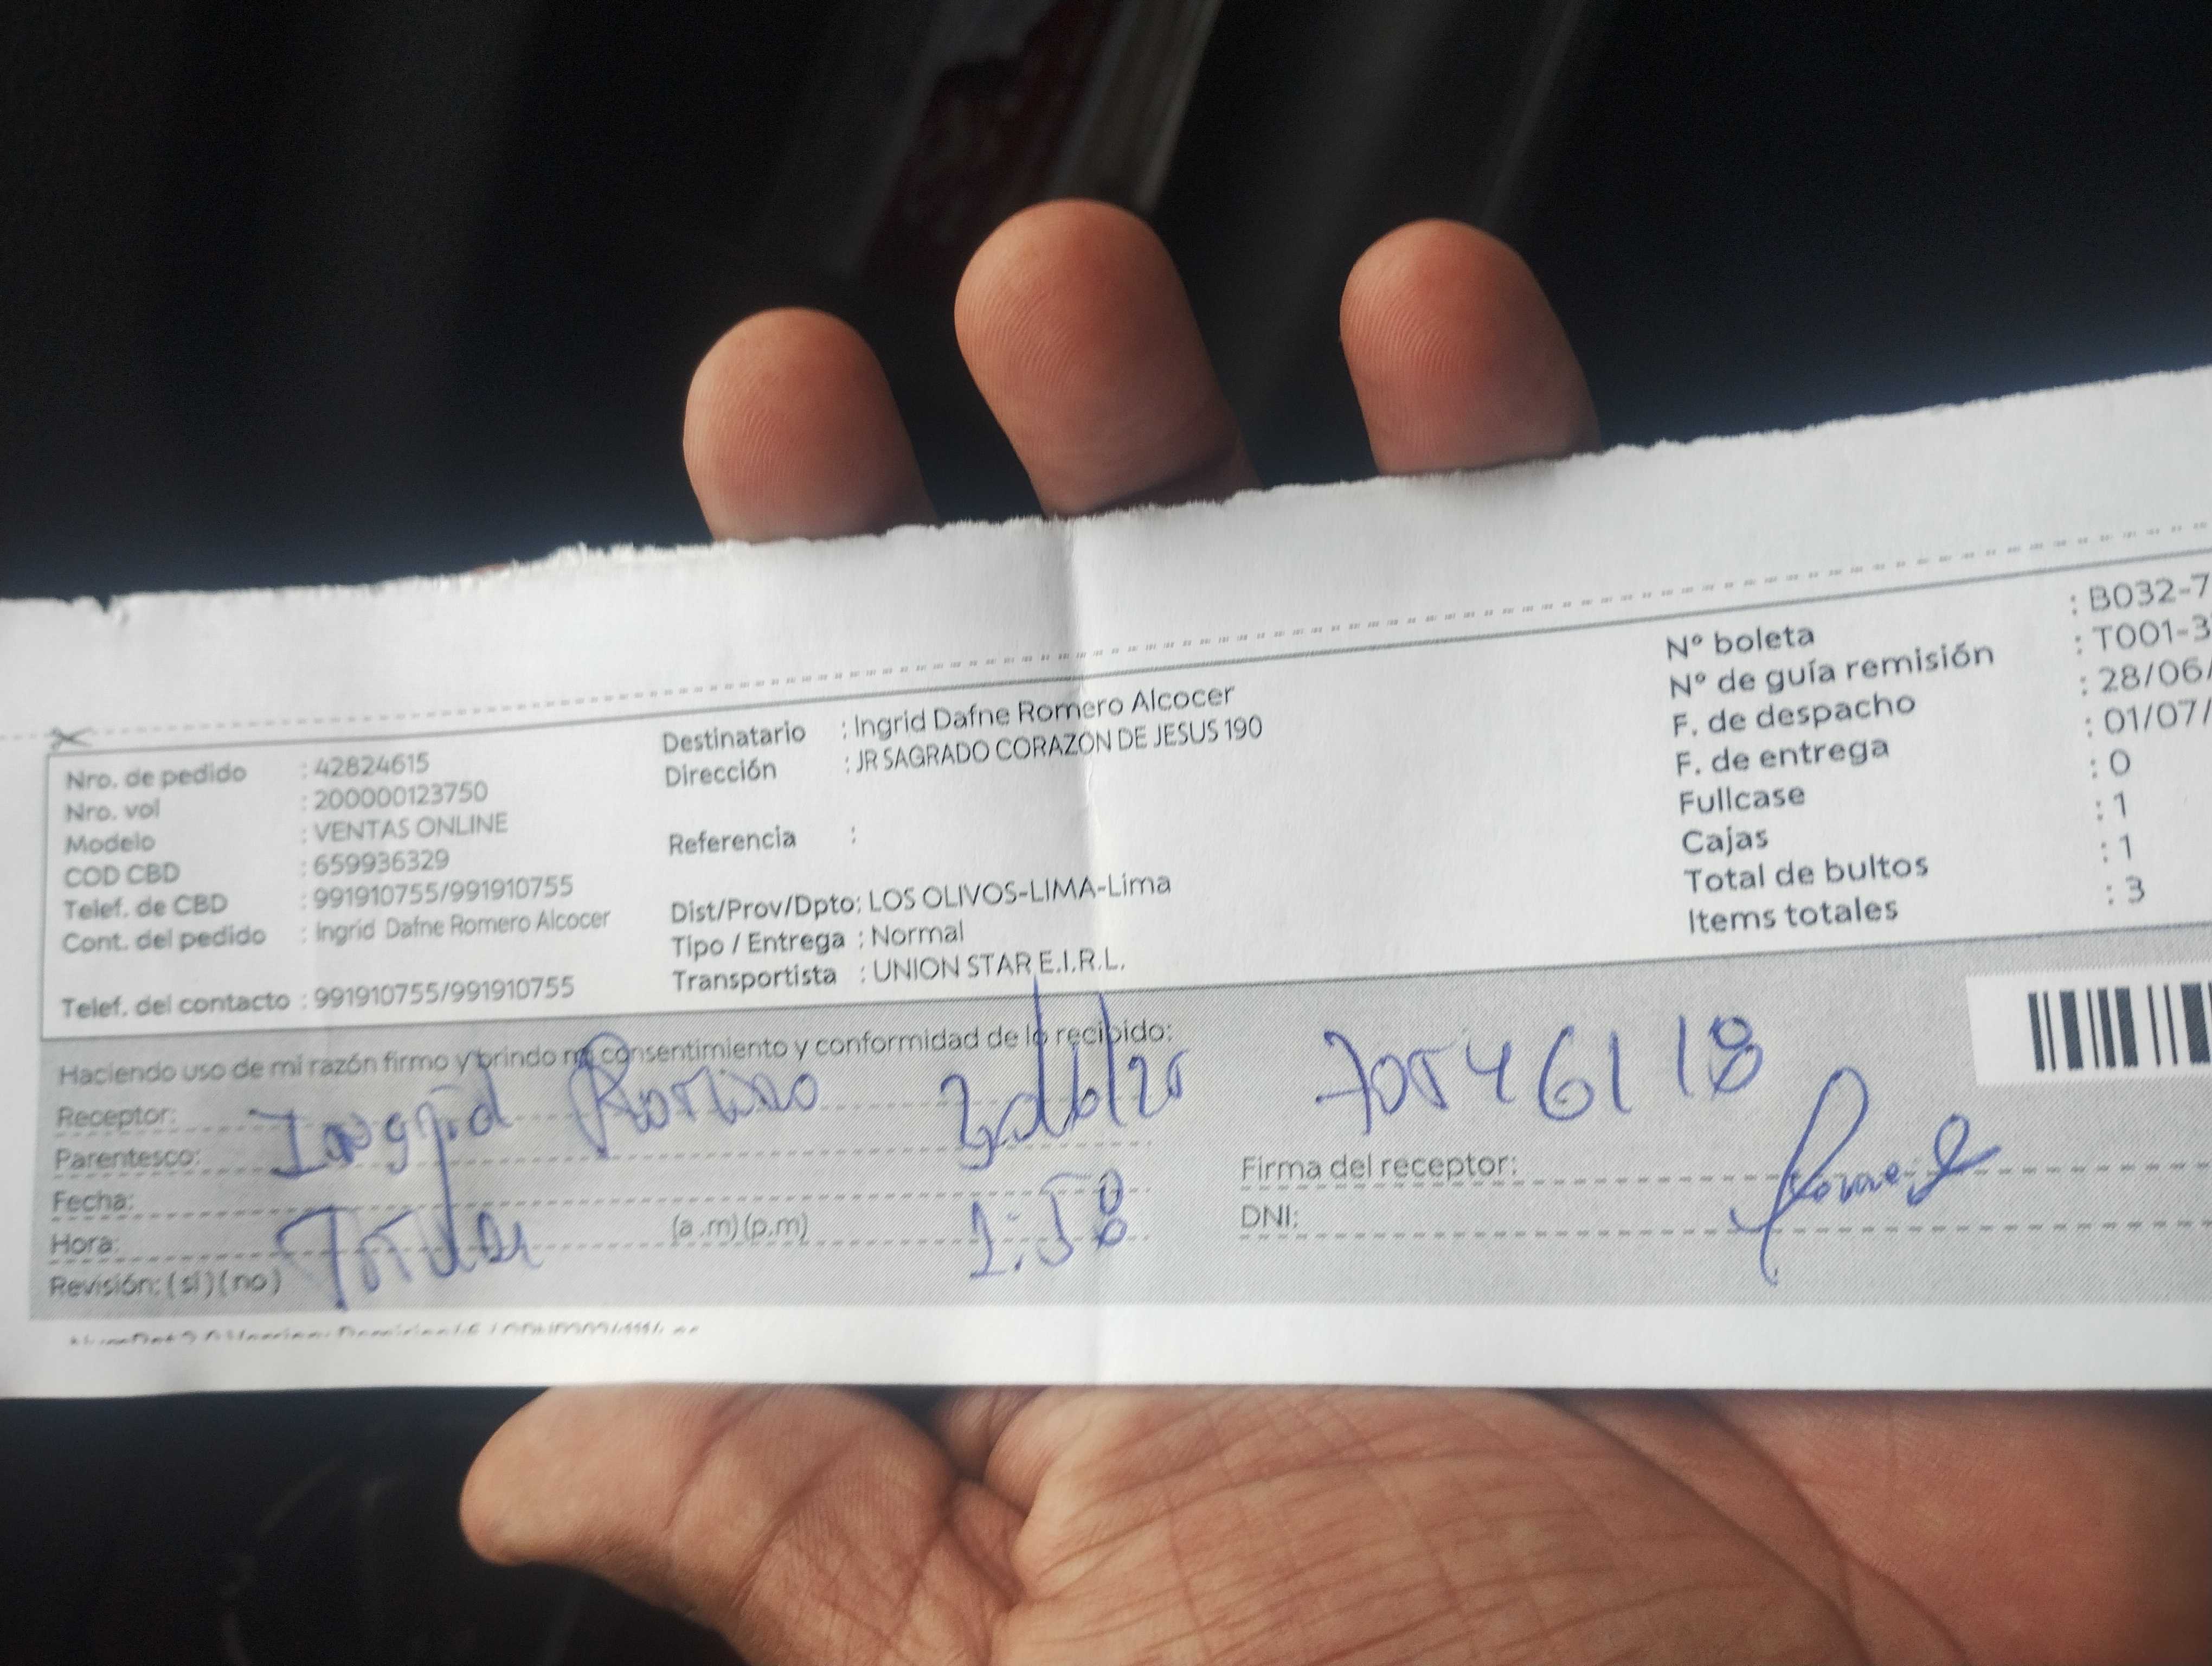 Nro. de pedido : 42824615
Nro. vol : 200000123750
Modelo : VENTAS ONLINE
COD CBD : 659936329
Telef. de CBD : 991910755/991910755
Cont. del pedido : Ingrid Dafne Romero Alcocer
Telef. del contacto : 991910755/991910755
Destinatario : Ingrid Dafne Romero Alcocer
Dirección : JR SAGRADO CORAZON DE JESUS 190
Referencia :
Dist/Prov/Dpto: LOS OLIVOS-LIMA-Lima
Tipo / Entrega : Normal
Transportista : UNION STAR E.I.R.L.
N° boleta : B032-7
N° de guía remisión : T001-3
F. de despacho : 28/06/
F. de entrega : 01/07/
Fullcase : 0
Cajas : 1
Total de bultos : 1
Items totales : 3
Haciendo uso de mi razón firmo y brindo mi consentimiento y conformidad de lo recibido:
Receptor:
Parentesco:
Fecha:
Hora: (a.m)(p.m)
Revisión: (si)(no)
Ingrid
Titular
1:58
70546118
Firma del receptor:
DNI: